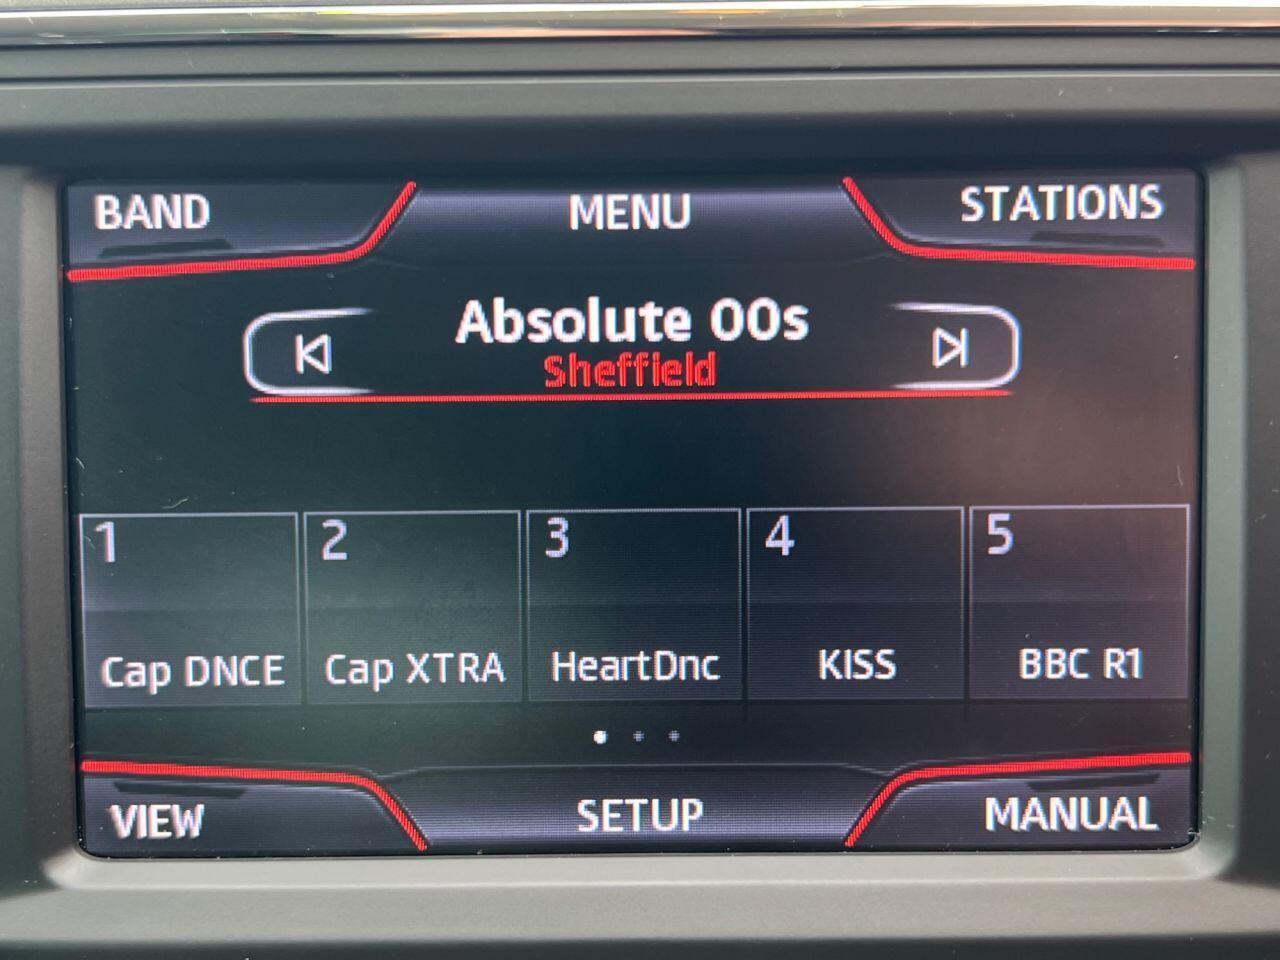 BAND MENU STATIONS
Absolute 00s
Sheffield
1 2 3 4 5
Cap DNCE Cap XTRA HeartDnc KISS BBC R1
VIEW SETUP MANUAL